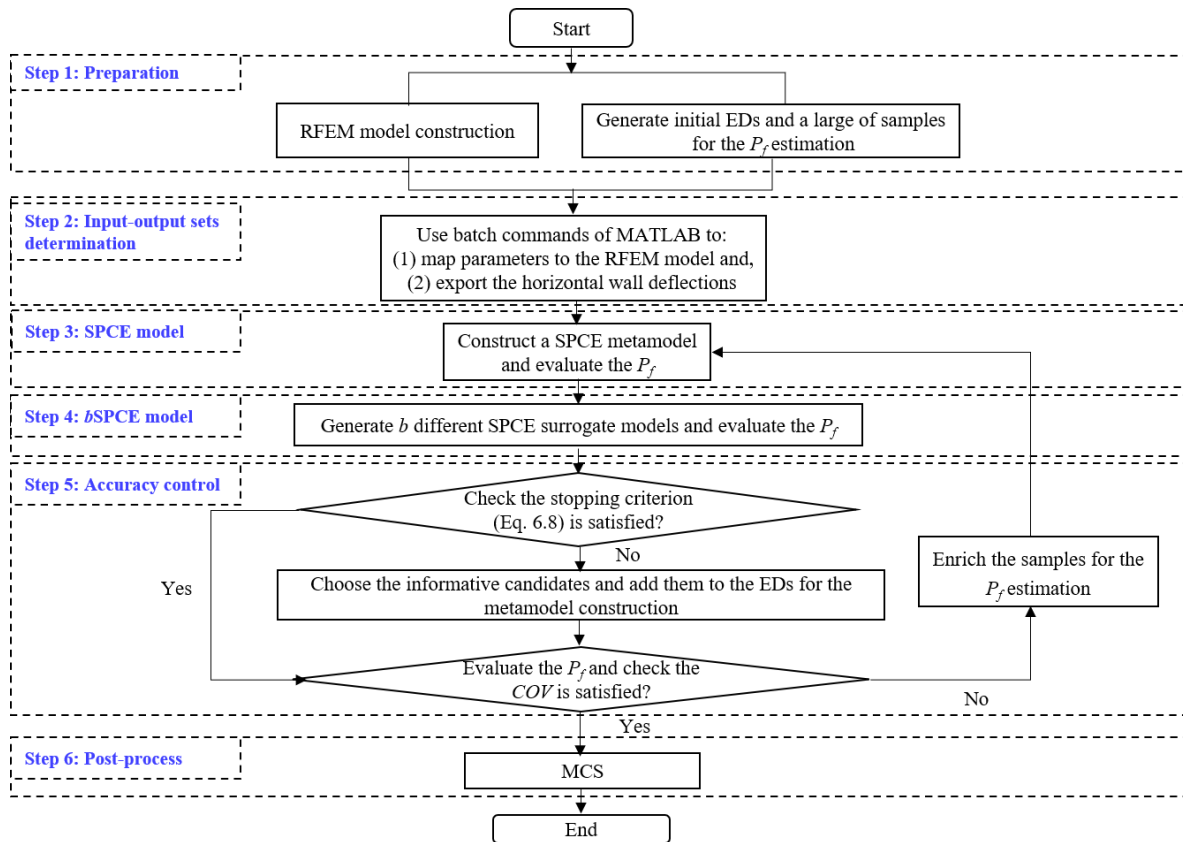 Start
Step 1: Preparation
RFEM model construction
Generate initial EDs and a large of samples
for the Pf estimation
Step 2: Input-output sets
determination
Use batch commands of MATLAB to:
(1) map parameters to the RFEM model and,
(2) export the horizontal wall deflections
Step 3: SPCE model
Construct a SPCE metamodel
and evaluate the Pf
Step 4: bSPCE model
Generate b different SPCE surrogate models and evaluate the Pf
Step 5: Accuracy control
Check the stopping criterion
(Eq. 6.8) is satisfied?
No
Yes
Choose the informative candidates and add them to the EDs for the
metamodel construction
Enrich the samples for the
Pf estimation
Evaluate the Pf and check the
COV is satisfied?
No
Yes
Step 6: Post-process
MCS
End